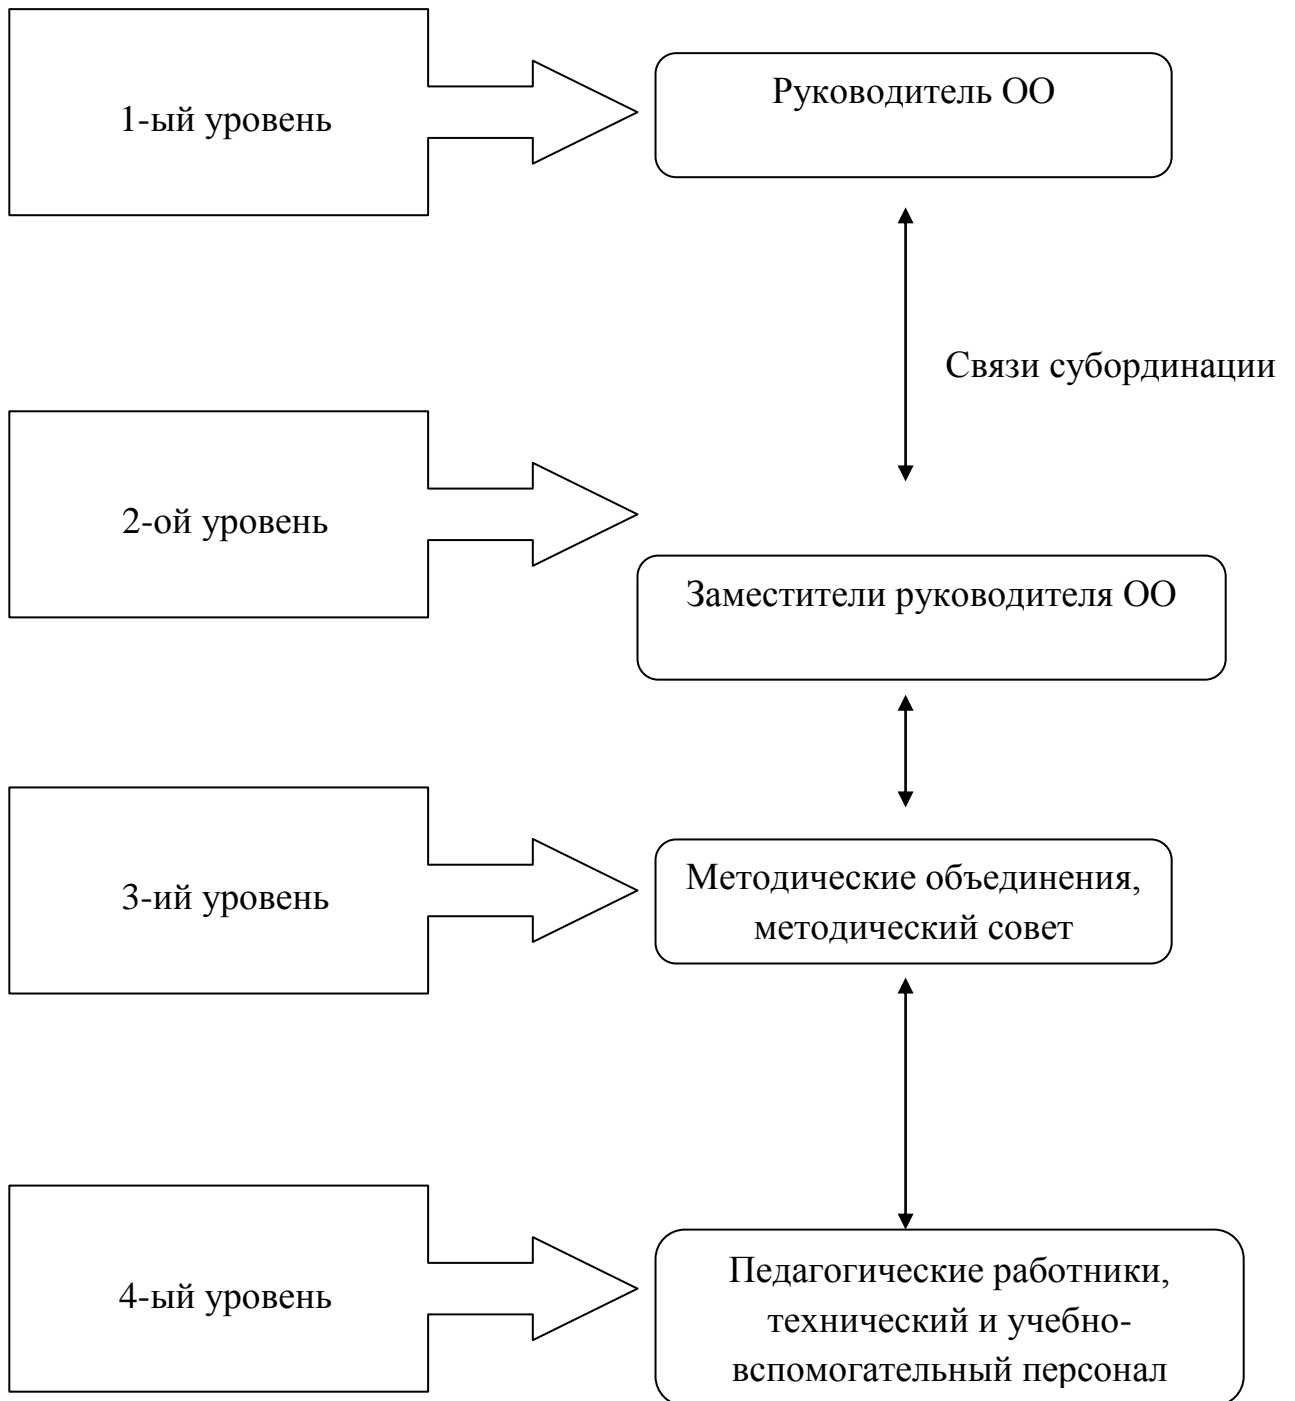 1-ый уровень
Руководитель ОО
Связи субординации
2-ой уровень
Заместители руководителя ОО
3-ий уровень
Методические объединения,
методический совет
4-ый уровень
Педагогические работники,
технический и учебно-
вспомогательный персонал